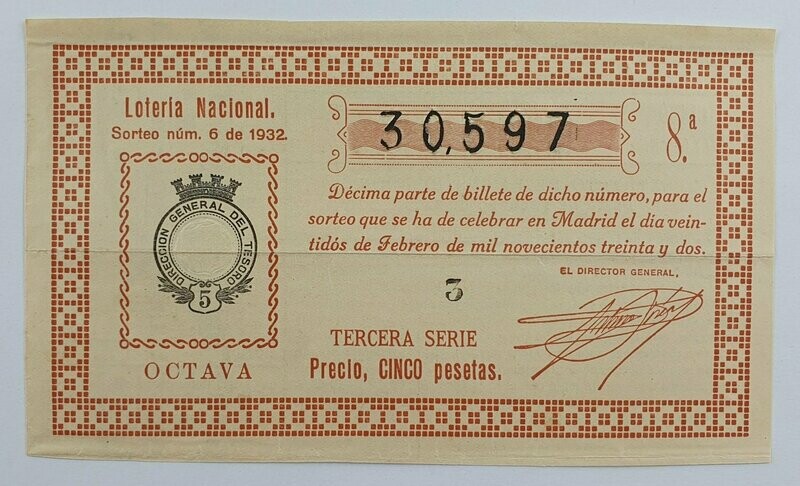 Lotería Nacional.
Sorteo núm. 6 de 1932.
30,597
8.ª
Décima parte de billete de dicho número, para el
sorteo que se ha de celebrar en Madrid el día vein-
tidós de Febrero de mil novecientos treinta y dos.
DIRECCION GENERAL DEL TESORO
5
EL DIRECTOR GENERAL,
3
TERCERA SERIE
OCTAVA
Precio, CINCO pesetas.